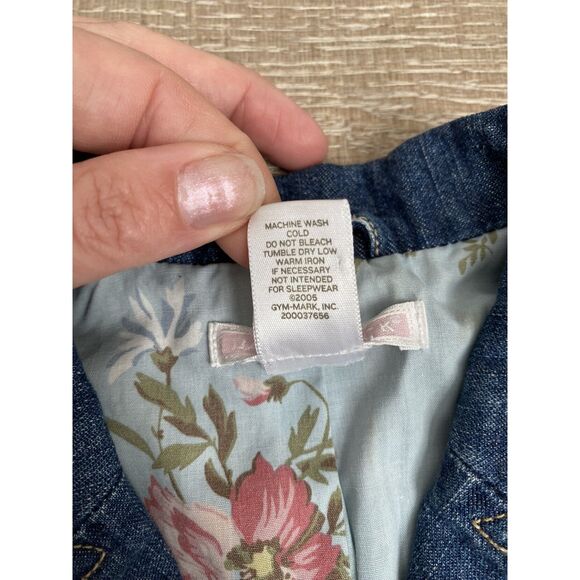 MACHINE WASH
COLD
DO NOT BLEACH
TUMBLE DRY LOW
WARM IRON
IF NECESSARY
NOT INTENDED
FOR SLEEPWEAR
©2005
GYM-MARK, INC.
200037656